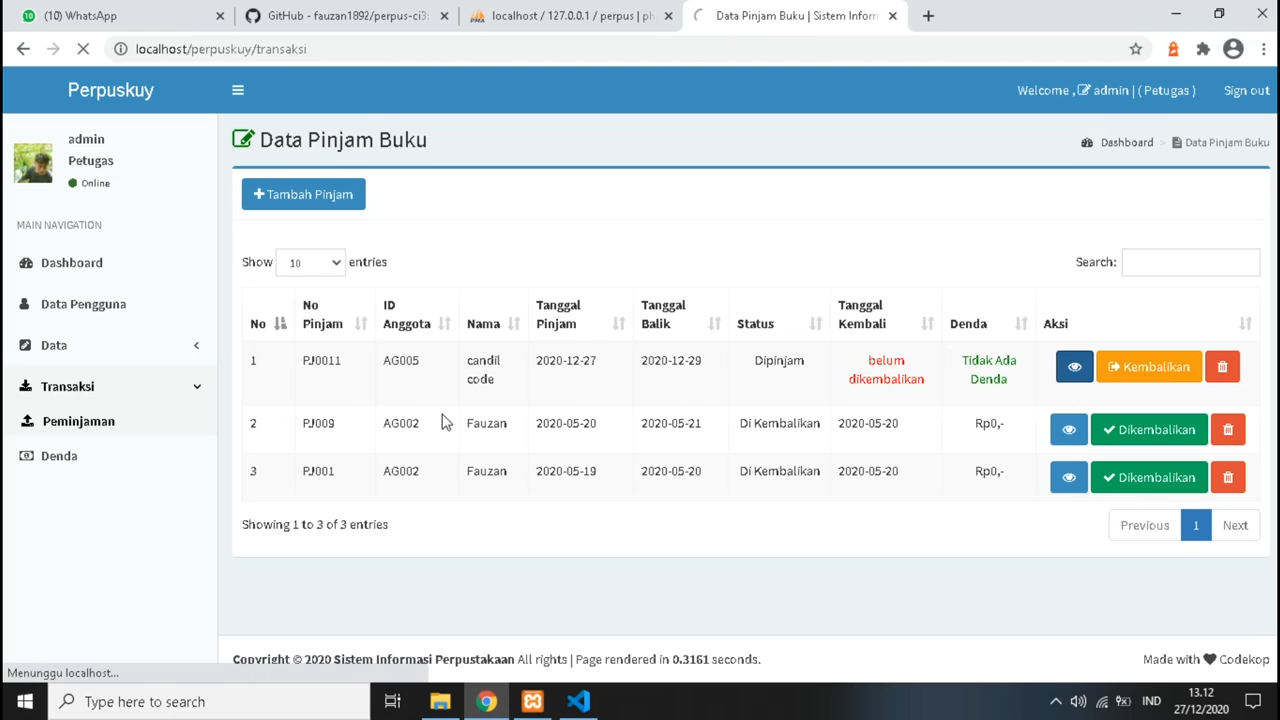 (10) WhatsApp
GitHub - fauzan1892/perpus-ci3
localhost / 127.0.0.1 / perpus | ph
Data Pinjam Buku | Sistem Inform
localhost/perpuskuy/transaksi
Perpuskuy
Welcome , admin | ( Petugas )
Sign out
admin
Petugas
Online
MAIN NAVIGATION
Dashboard
Data Pengguna
Data
Transaksi
Peminjaman
Denda
Data Pinjam Buku
Dashboard > Data Pinjam Buku
Tambah Pinjam
Show 10 entries
Search:
No No Pinjam ID Anggota Nama Tanggal Pinjam Tanggal Balik Status Tanggal Kembali Denda Aksi
1 PJ0011 AG005 candil code 2020-12-27 2020-12-29 Dipinjam belum dikembalikan Tidak Ada Denda Kembalikan
2 PJ009 AG002 Fauzan 2020-05-20 2020-05-21 Di Kembalikan 2020-05-20 Rp0,- Dikembalikan
3 PJ001 AG002 Fauzan 2020-05-19 2020-05-20 Di Kembalikan 2020-05-20 Rp0,- Dikembalikan
Showing 1 to 3 of 3 entries
Previous 1 Next
Copyright © 2020 Sistem Informasi Perpustakaan All rights | Page rendered in 0.3161 seconds.
Made with Codekop
Menunggu localhost...
Type here to search
IND
13.12
27/12/2020